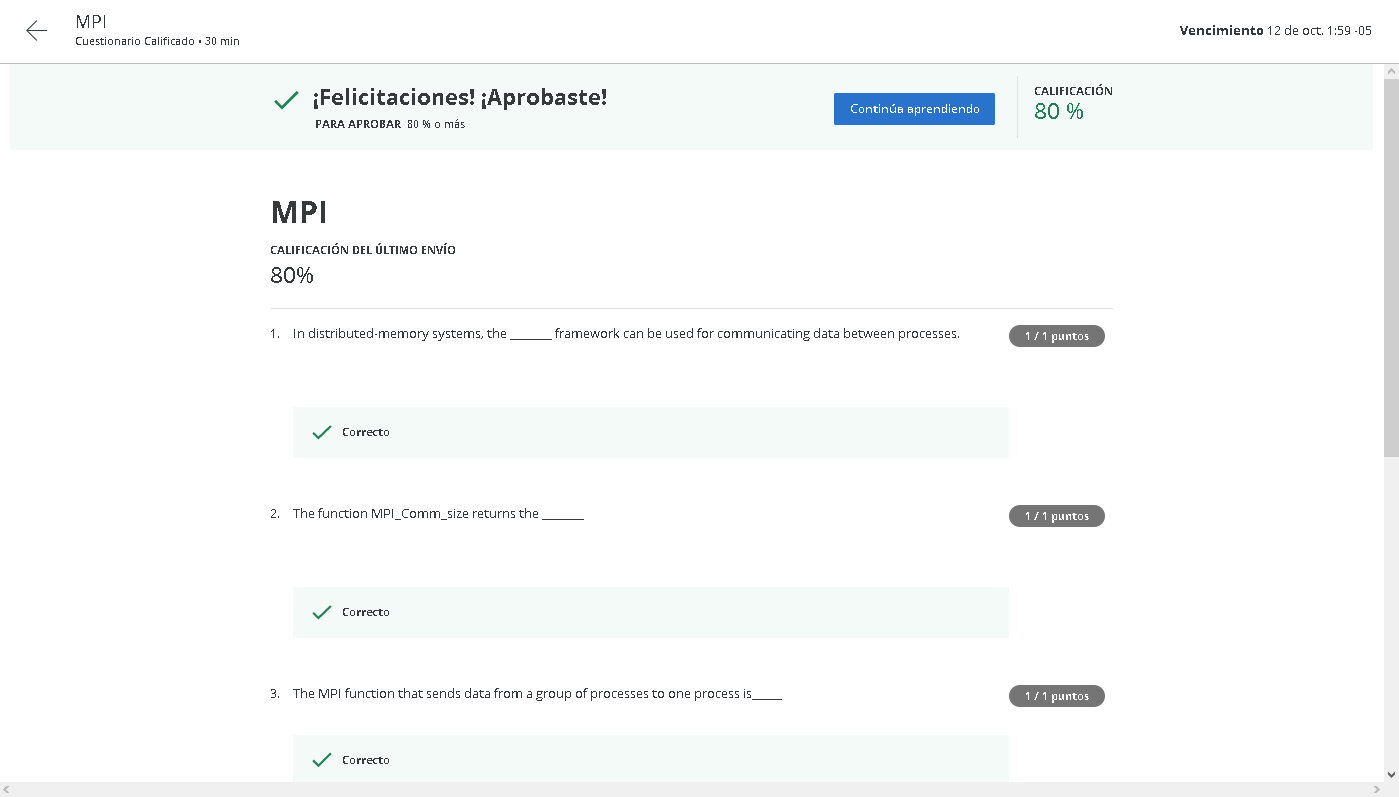 MPI
Cuestionario Calificado • 30 min
Vencimiento 12 de oct. 1:59 -05
¡Felicitaciones! ¡Aprobaste!
PARA APROBAR 80 % o más
Continúa aprendiendo
CALIFICACIÓN
80 %
MPI
CALIFICACIÓN DEL ÚLTIMO ENVÍO
80%
1. In distributed-memory systems, the _______ framework can be used for communicating data between processes.
1 / 1 puntos
Correcto
2. The function MPI_Comm_size returns the _______
1 / 1 puntos
Correcto
3. The MPI function that sends data from a group of processes to one process is_____
1 / 1 puntos
Correcto